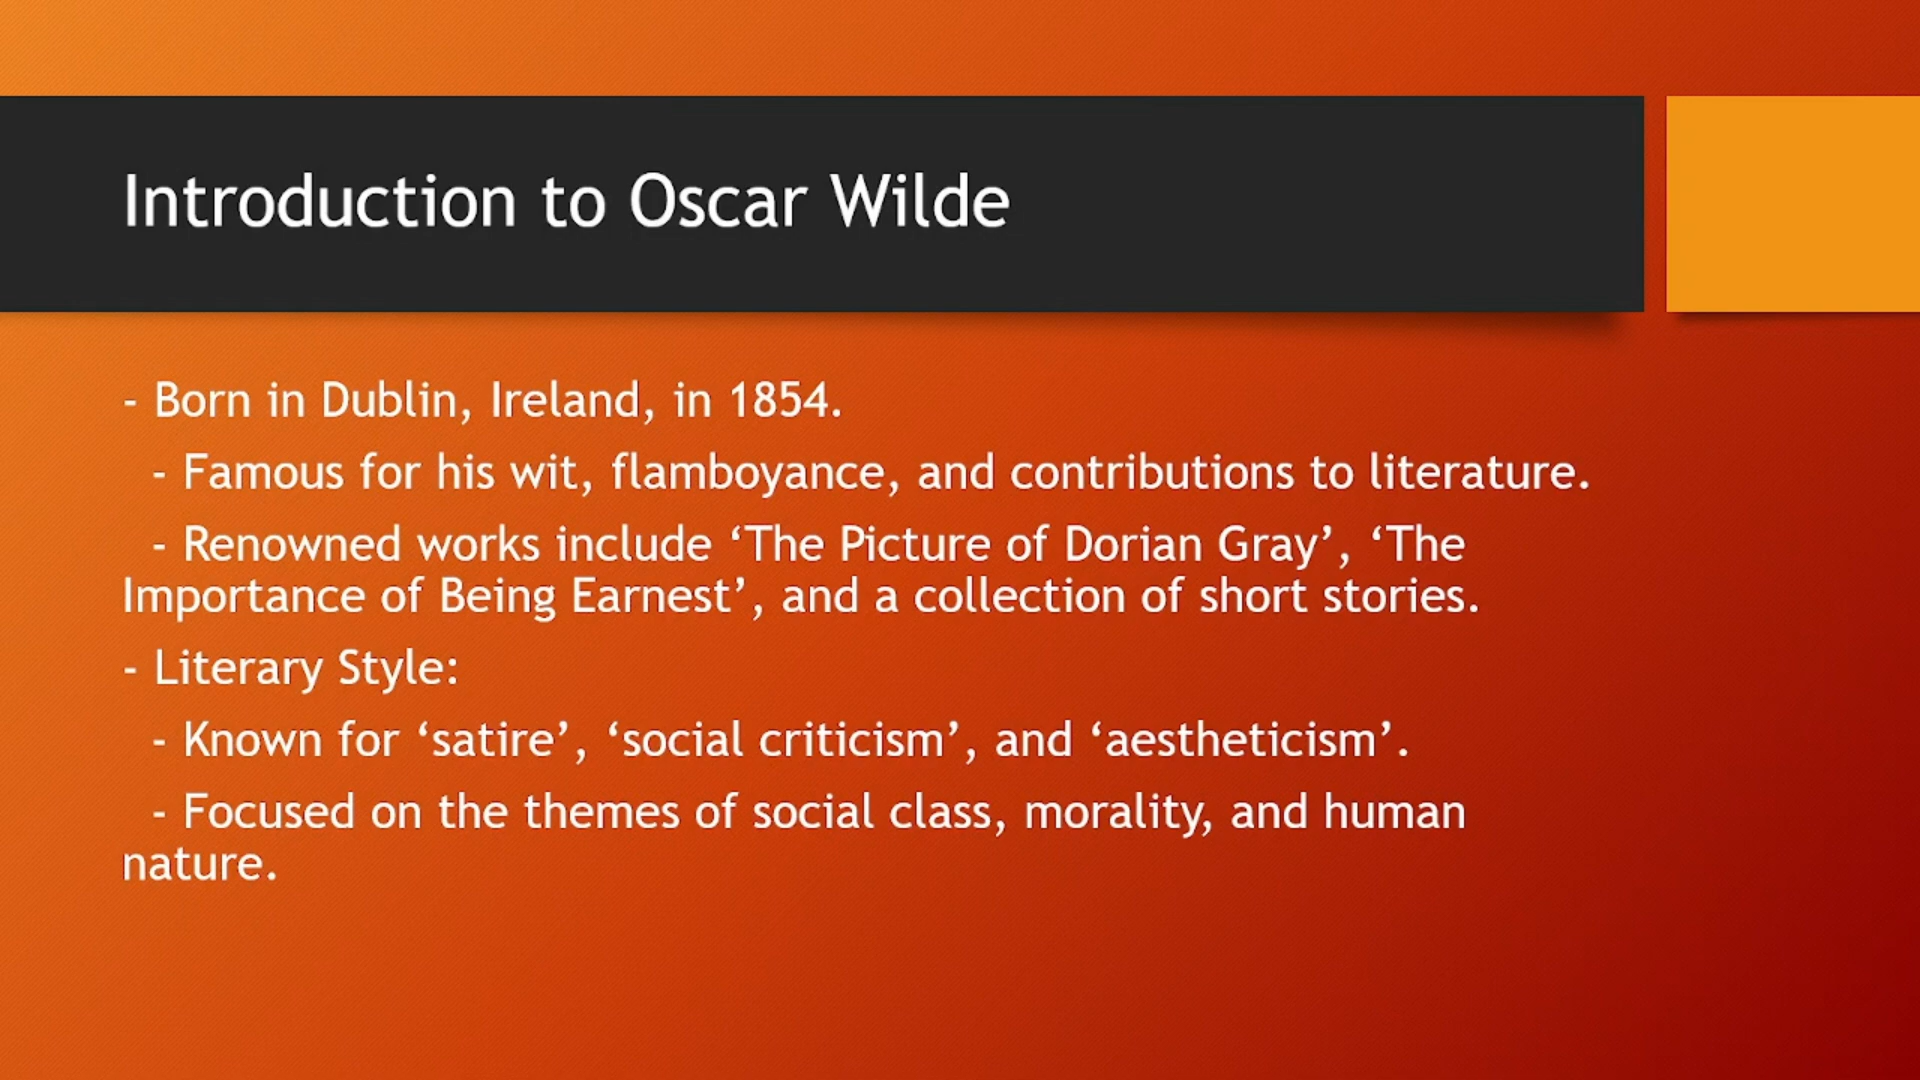 Introduction to Oscar Wilde
- Born in Dublin, Ireland, in 1854.
- Famous for his wit, flamboyance, and contributions to literature.
- Renowned works include ‘The Picture of Dorian Gray’, ‘The
Importance of Being Earnest’, and a collection of short stories.
- Literary Style:
- Known for ‘satire’, ‘social criticism’, and ‘aestheticism’.
- Focused on the themes of social class, morality, and human
nature.